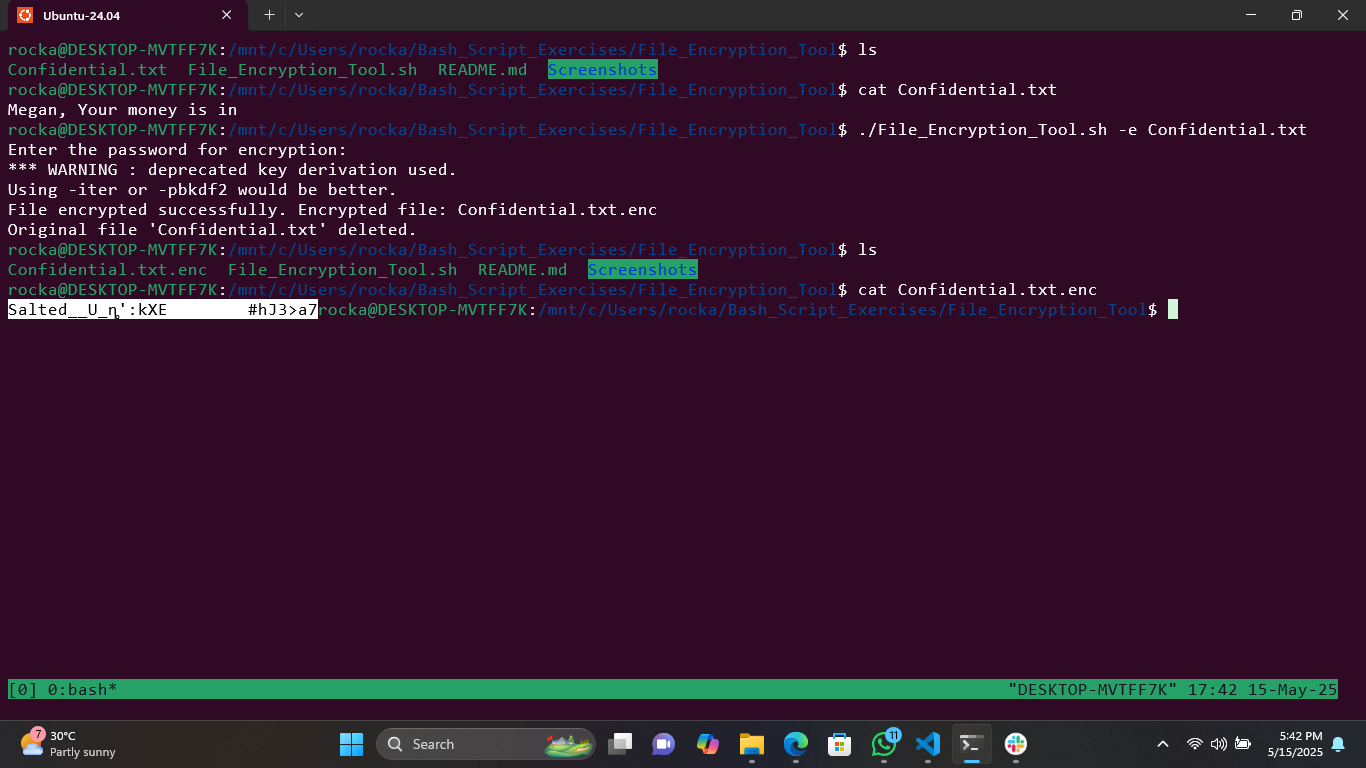 Ubuntu-24.04
rocka@DESKTOP-MVTFF7K:/mnt/c/Users/rocka/Bash_Script_Exercises/File_Encryption_Tool$ ls
Confidential.txt  File_Encryption_Tool.sh  README.md  Screenshots
rocka@DESKTOP-MVTFF7K:/mnt/c/Users/rocka/Bash_Script_Exercises/File_Encryption_Tool$ cat Confidential.txt
Megan, Your money is in
rocka@DESKTOP-MVTFF7K:/mnt/c/Users/rocka/Bash_Script_Exercises/File_Encryption_Tool$ ./File_Encryption_Tool.sh -e Confidential.txt
Enter the password for encryption:
*** WARNING : deprecated key derivation used.
Using -iter or -pbkdf2 would be better.
File encrypted successfully. Encrypted file: Confidential.txt.enc
Original file 'Confidential.txt' deleted.
rocka@DESKTOP-MVTFF7K:/mnt/c/Users/rocka/Bash_Script_Exercises/File_Encryption_Tool$ ls
Confidential.txt.enc  File_Encryption_Tool.sh  README.md  Screenshots
rocka@DESKTOP-MVTFF7K:/mnt/c/Users/rocka/Bash_Script_Exercises/File_Encryption_Tool$ cat Confidential.txt.enc
Salted__U_ ':kXE        #hJ3>a7rocka@DESKTOP-MVTFF7K:/mnt/c/Users/rocka/Bash_Script_Exercises/File_Encryption_Tool$
[0] 0:bash* "DESKTOP-MVTFF7K" 17:42 15-May-25
7 30°C
Partly sunny
Search
11
5:42 PM
5/15/2025